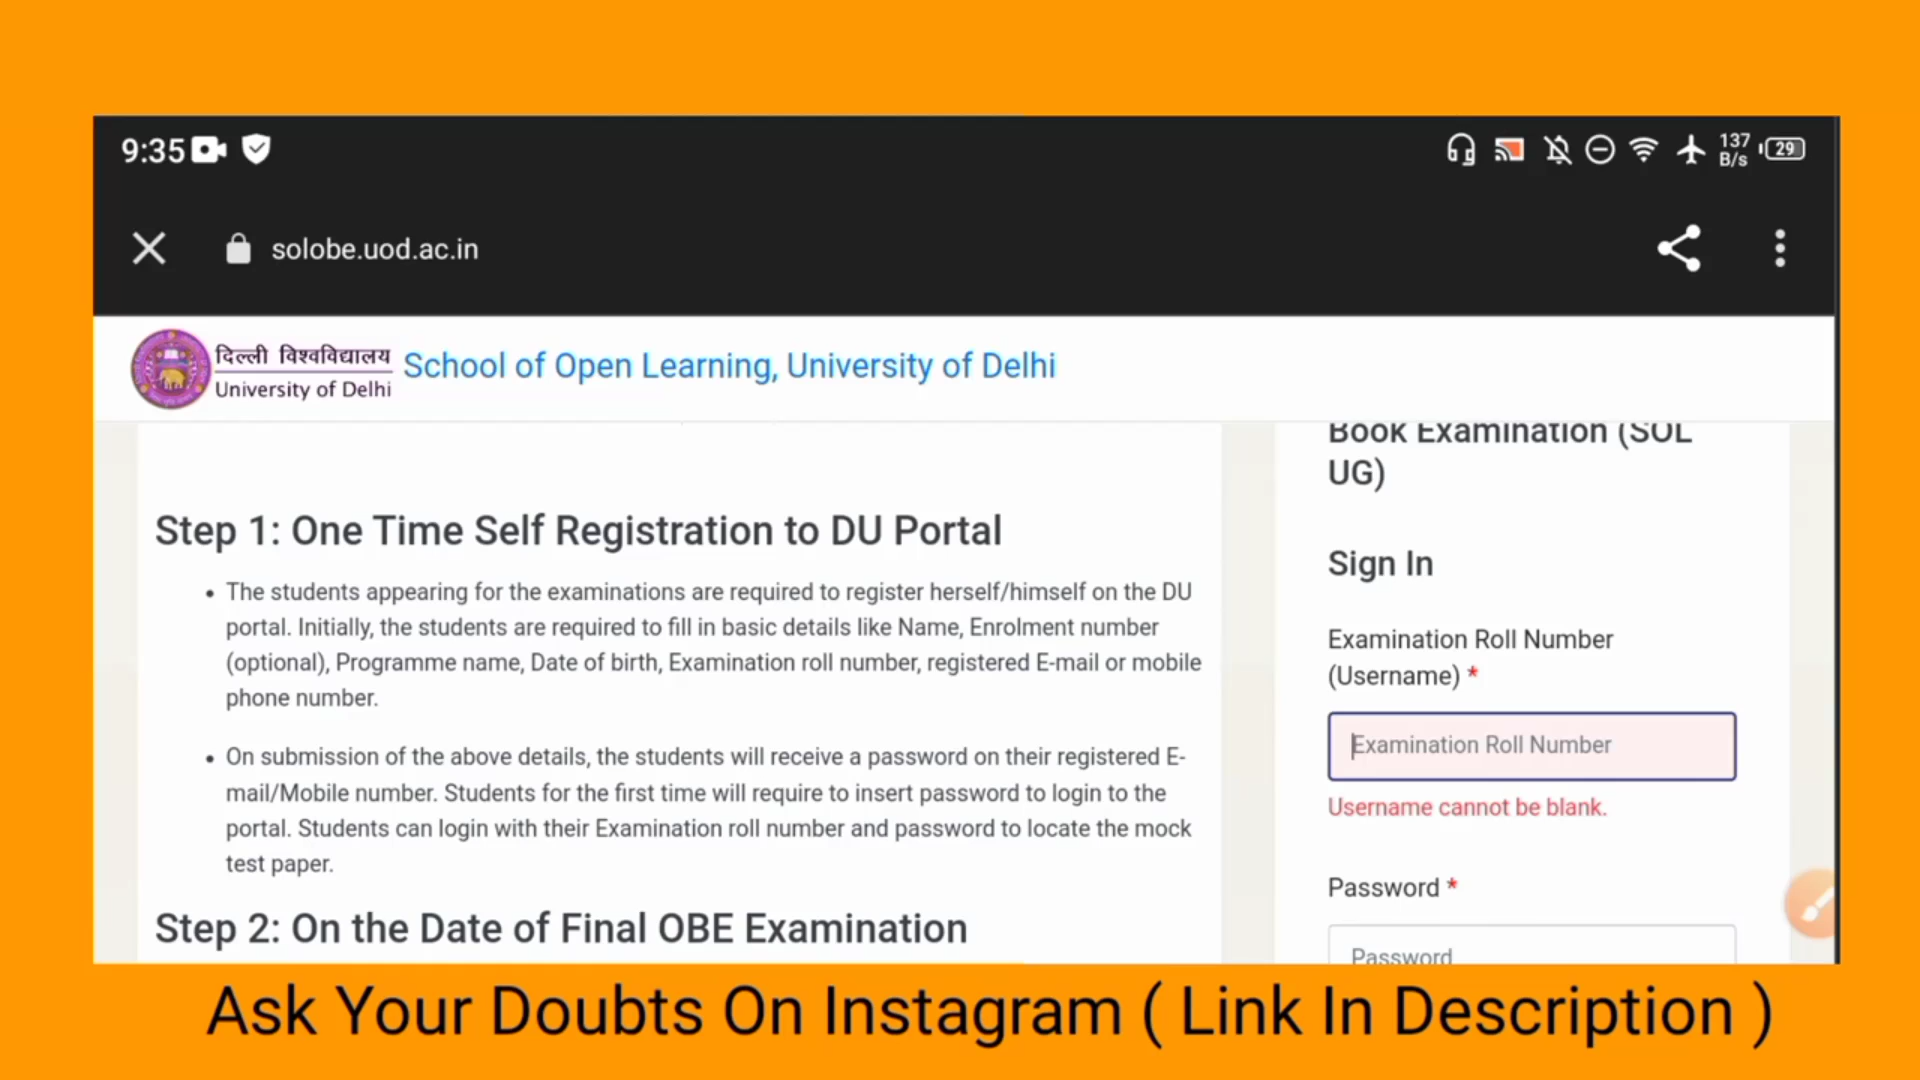 9:35
137
B/s
29
solobe.uod.ac.in
दिल्ली विश्वविद्यालय
University of Delhi
School of Open Learning, University of Delhi
Step 1: One Time Self Registration to DU Portal
• The students appearing for the examinations are required to register herself/himself on the DU
portal. Initially, the students are required to fill in basic details like Name, Enrolment number
(optional), Programme name, Date of birth, Examination roll number, registered E-mail or mobile
phone number.
• On submission of the above details, the students will receive a password on their registered E-
mail/Mobile number. Students for the first time will require to insert password to login to the
portal. Students can login with their Examination roll number and password to locate the mock
test paper.
Step 2: On the Date of Final OBE Examination
Book Examination (SOL
UG)
Sign In
Examination Roll Number
(Username) *
Examination Roll Number
Username cannot be blank.
Password *
Password
Ask Your Doubts On Instagram ( Link In Description )